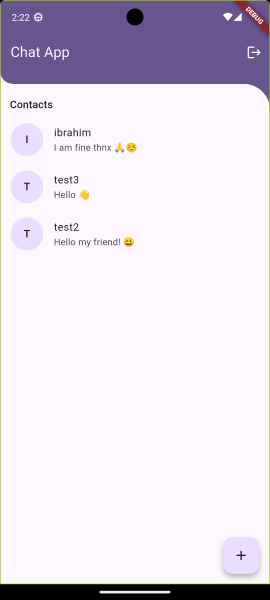 2:22
DEBUG
Chat App
Contacts
I
ibrahim
I am fine thnx 🙏☺️
T
test3
Hello 👋
T
test2
Hello my friend! 😀
+